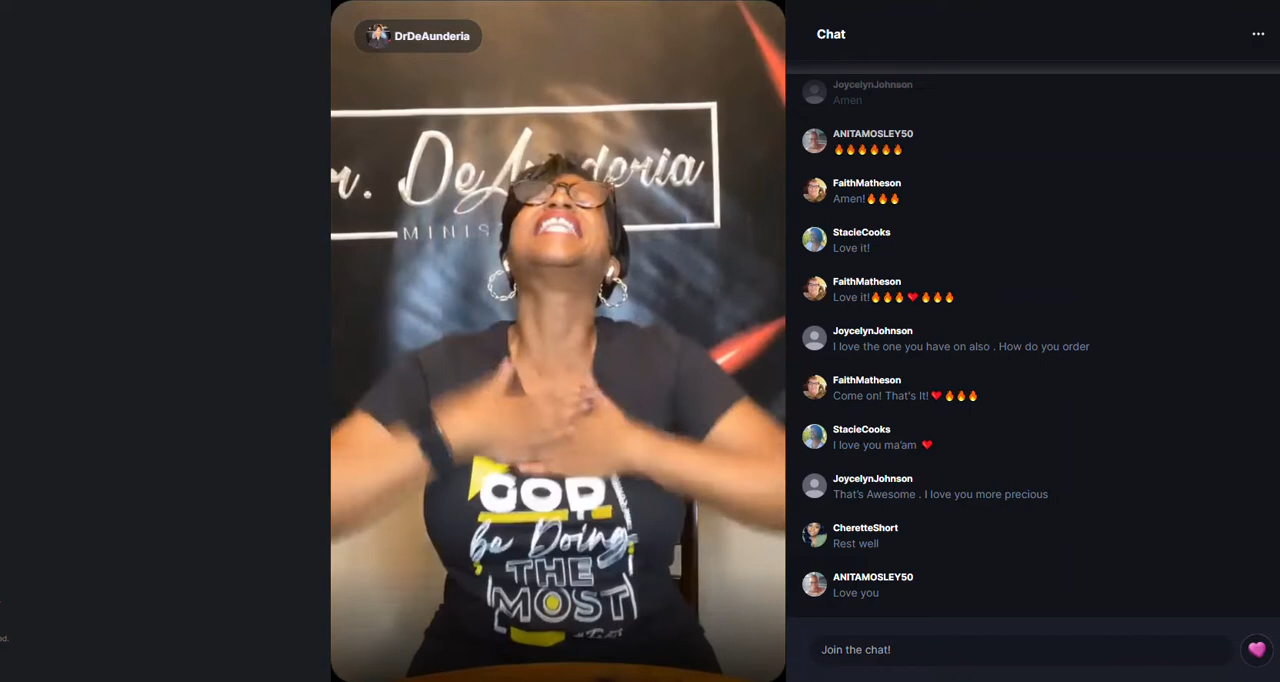 DrDeAunderia
Dr. DeAunderia
MINIS
GOD
be Doing
THE
MOST
Chat
JoycelynJohnson
Amen
ANITAMOSLEY50
🔥🔥🔥🔥🔥🔥
FaithMatheson
Amen!🔥🔥🔥
StacieCooks
Love it!
FaithMatheson
Love it!🔥🔥🔥❤️🔥🔥🔥
JoycelynJohnson
I love the one you have on also . How do you order
FaithMatheson
Come on! That's It!❤️🔥🔥🔥
StacieCooks
I love you ma'am ❤️
JoycelynJohnson
That's Awesome . I love you more precious
CheretteShort
Rest well
ANITAMOSLEY50
Love you
Join the chat!
ed.